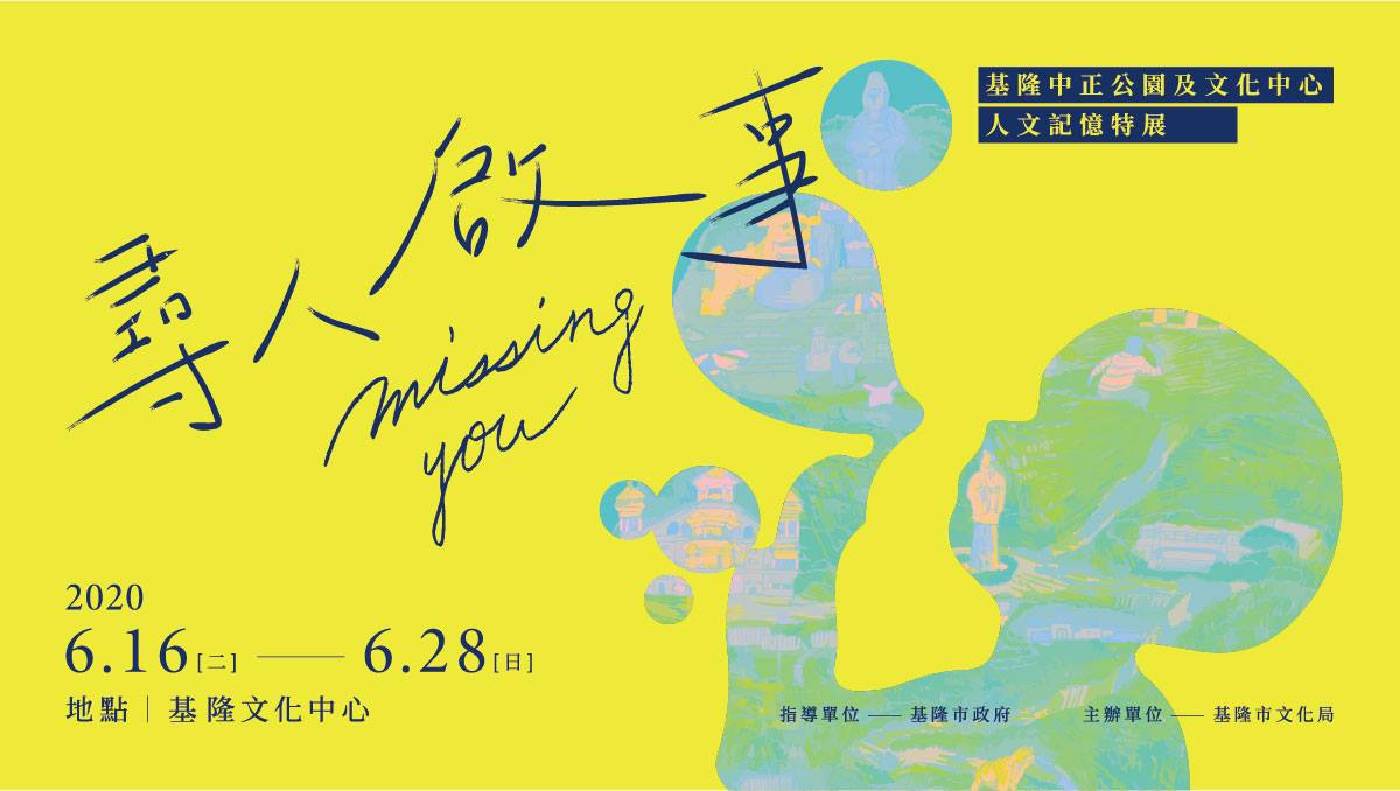 基隆中正公園及文化中心
人文記憶特展
尋人啟事
missing
you
2020
6.16[二]——6.28[日]
地點｜基隆文化中心
指導單位——基隆市政府
主辦單位——基隆市文化局